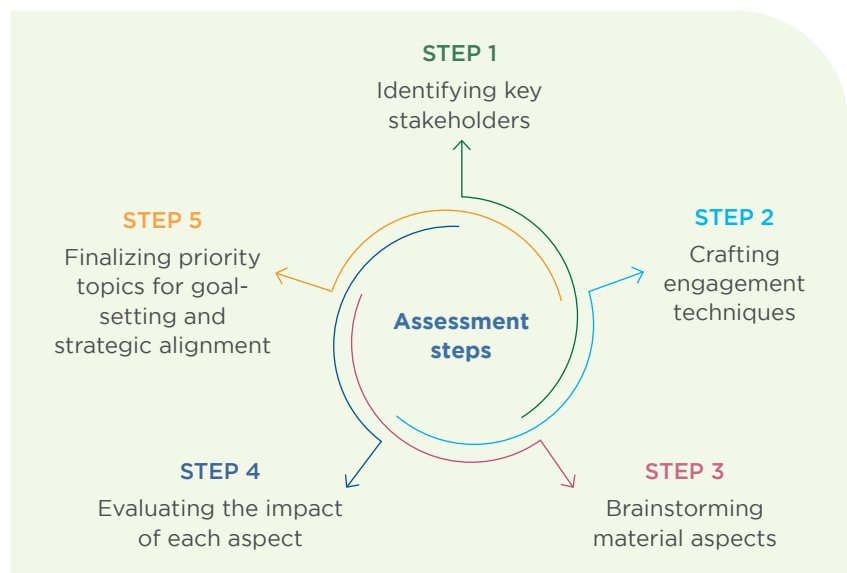 STEP 1
Identifying key
stakeholders
STEP 2
Crafting
engagement
techniques
STEP 3
Brainstorming
material aspects
STEP 4
Evaluating the impact
of each aspect
STEP 5
Finalizing priority
topics for goal-
setting and
strategic alignment
Assessment
steps